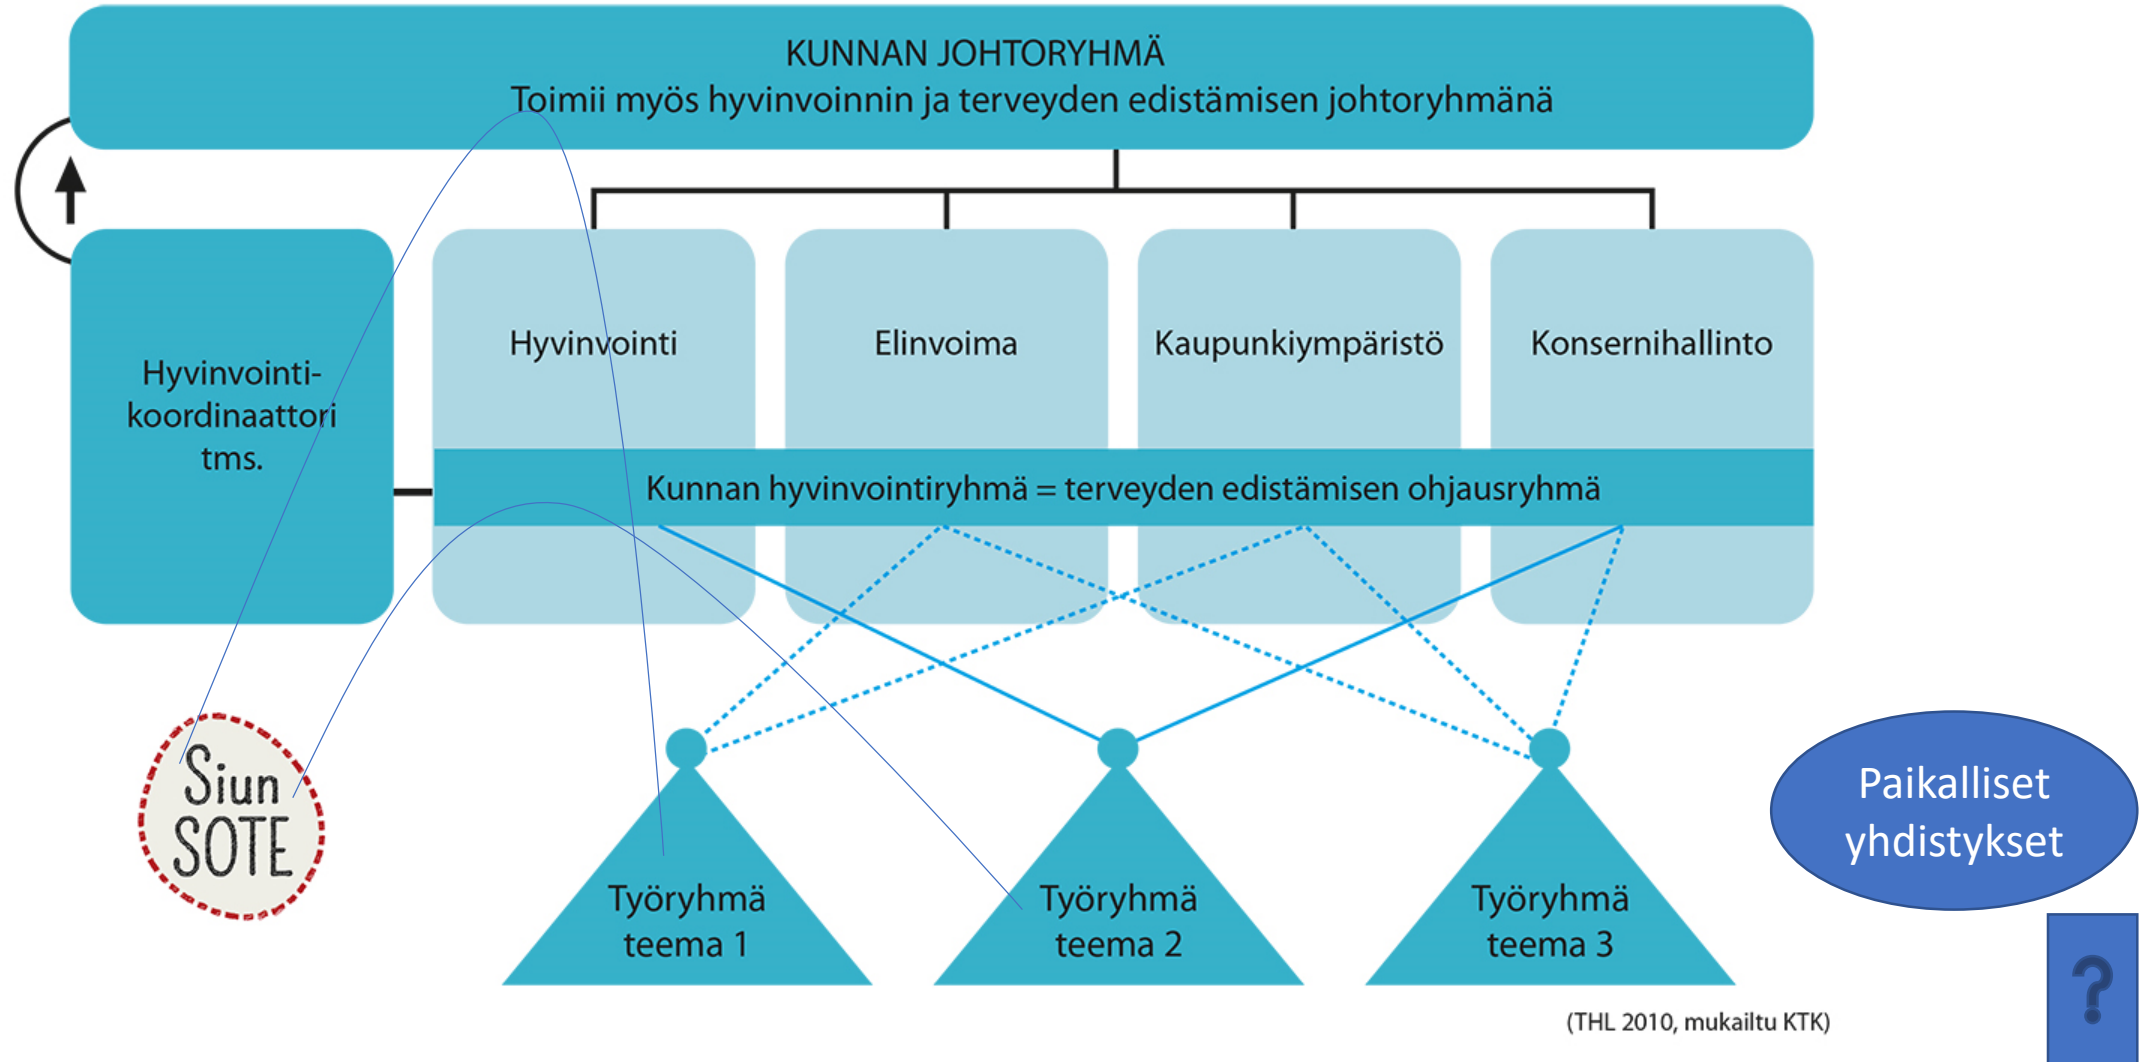 KUNNAN JOHTORYHMÄ
Toimii myös hyvinvoinnin ja terveyden edistämisen johtoryhmänä
Hyvinvointi-
koordinaattori
tms.
Hyvinvointi
Elinvoima
Kaupunkiympäristö
Konsernihallinto
Kunnan hyvinvointiryhmä = terveyden edistämisen ohjausryhmä
Siun
SOTE
Työryhmä
teema 1
Työryhmä
teema 2
Työryhmä
teema 3
Paikalliset
yhdistykset
?
(THL 2010, mukailtu KTK)